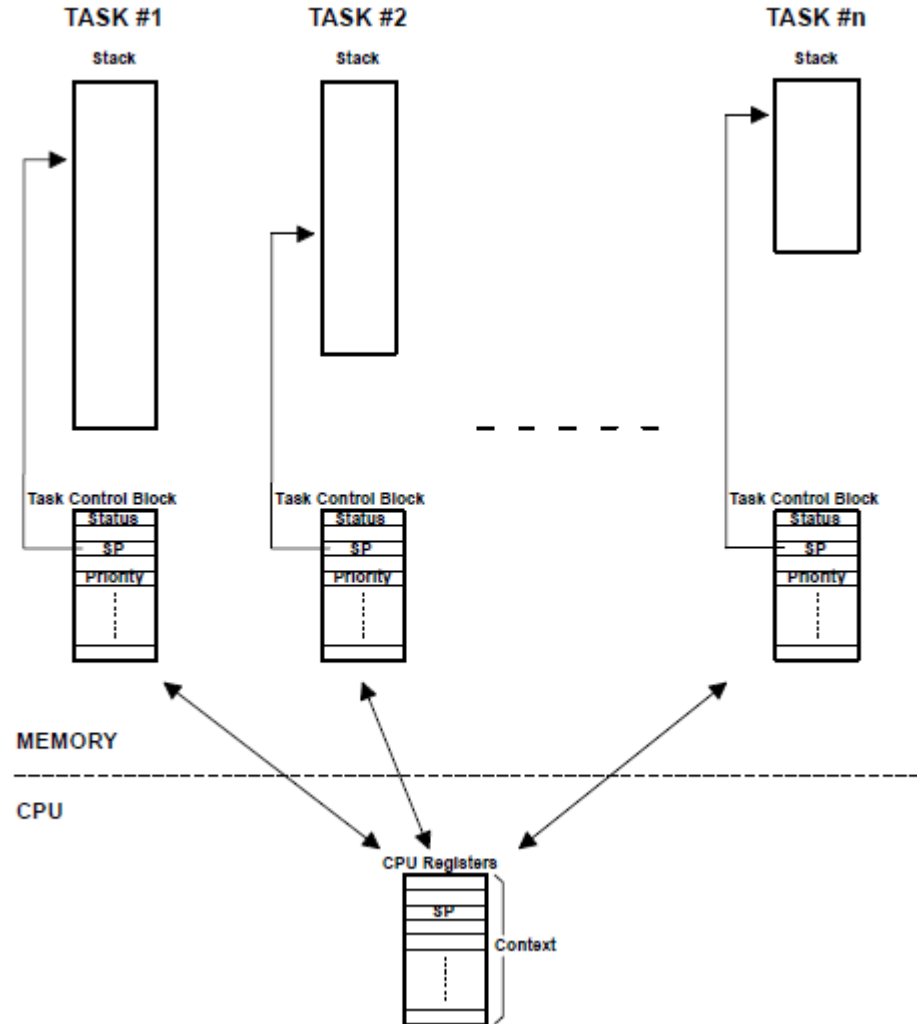 TASK #1
TASK #2
TASK #n
Stack
Stack
Stack
Task Control Block
Task Control Block
Task Control Block
Status
Status
Status
SP
SP
SP
Priority
Priority
Priority
MEMORY
CPU
CPU Registers
SP
Context